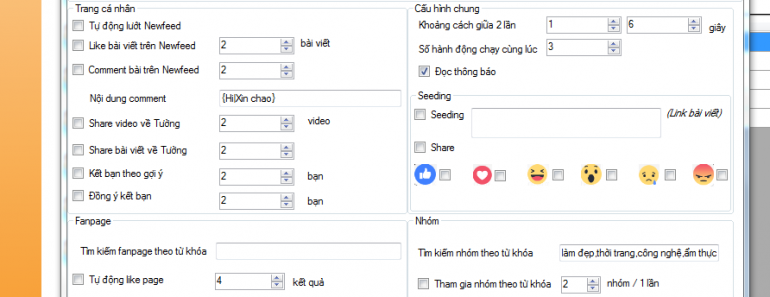 Trang cá nhân
Tự động lướt Newfeed
Like bài viết trên Newfeed 2 bài viết
Comment bài trên Newfeed 2
Nội dung comment {Hi|Xin chao}
Share video về Tường 2 video
Share bài viết về Tường 2
Kết bạn theo gợi ý 2 bạn
Đồng ý kết bạn 2 bạn
Cấu hình chung
Khoảng cách giữa 2 lần 1 6 giây
Số hành động chạy cùng lúc 3
Đọc thông báo
Seeding
Seeding (Link bài viết)
Share
Fanpage
Tìm kiếm fanpage theo từ khóa
Tự động like page 4 kết quả
Nhóm
Tìm kiếm nhóm theo từ khóa làm đẹp,thời trang,công nghệ,ẩm thực
Tham gia nhóm theo từ khóa 2 nhóm / 1 lần